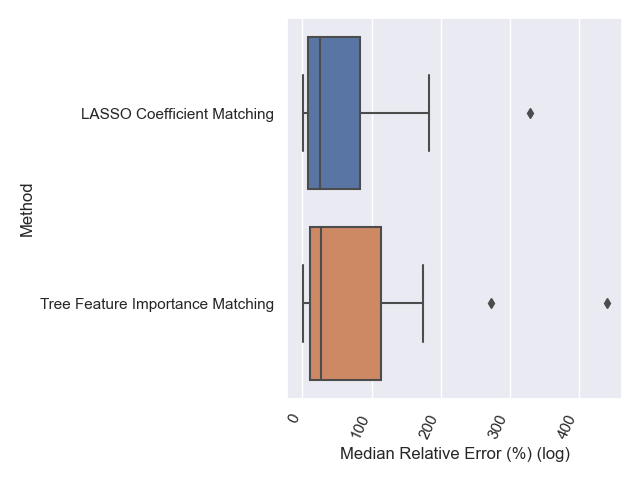 LASSO Coefficient Matching
Method
Tree Feature Importance Matching
0
100
200
300
400
Median Relative Error (%) (log)